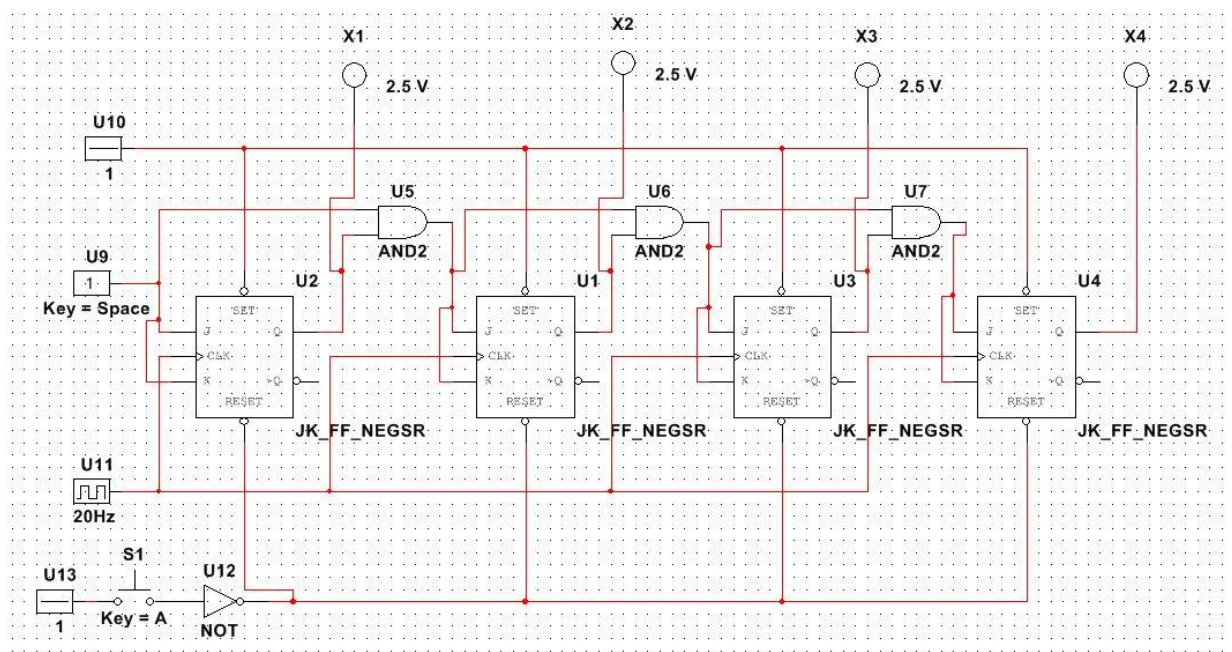 X1
X2
X3
X4
2.5 V
2.5 V
2.5 V
2.5 V
U10
1
U5
AND2
U6
AND2
U7
AND2
U9
1
Key = Space
U2
SET
J
Q
CLK
K
~Q
RESET
JK_FF_NEGSR
U1
SET
J
Q
CLK
K
~Q
RESET
JK_FF_NEGSR
U3
SET
J
Q
CLK
K
~Q
RESET
JK_FF_NEGSR
U4
SET
J
Q
CLK
K
~Q
RESET
JK_FF_NEGSR
U11
20Hz
S1
U13
1
Key = A
U12
NOT